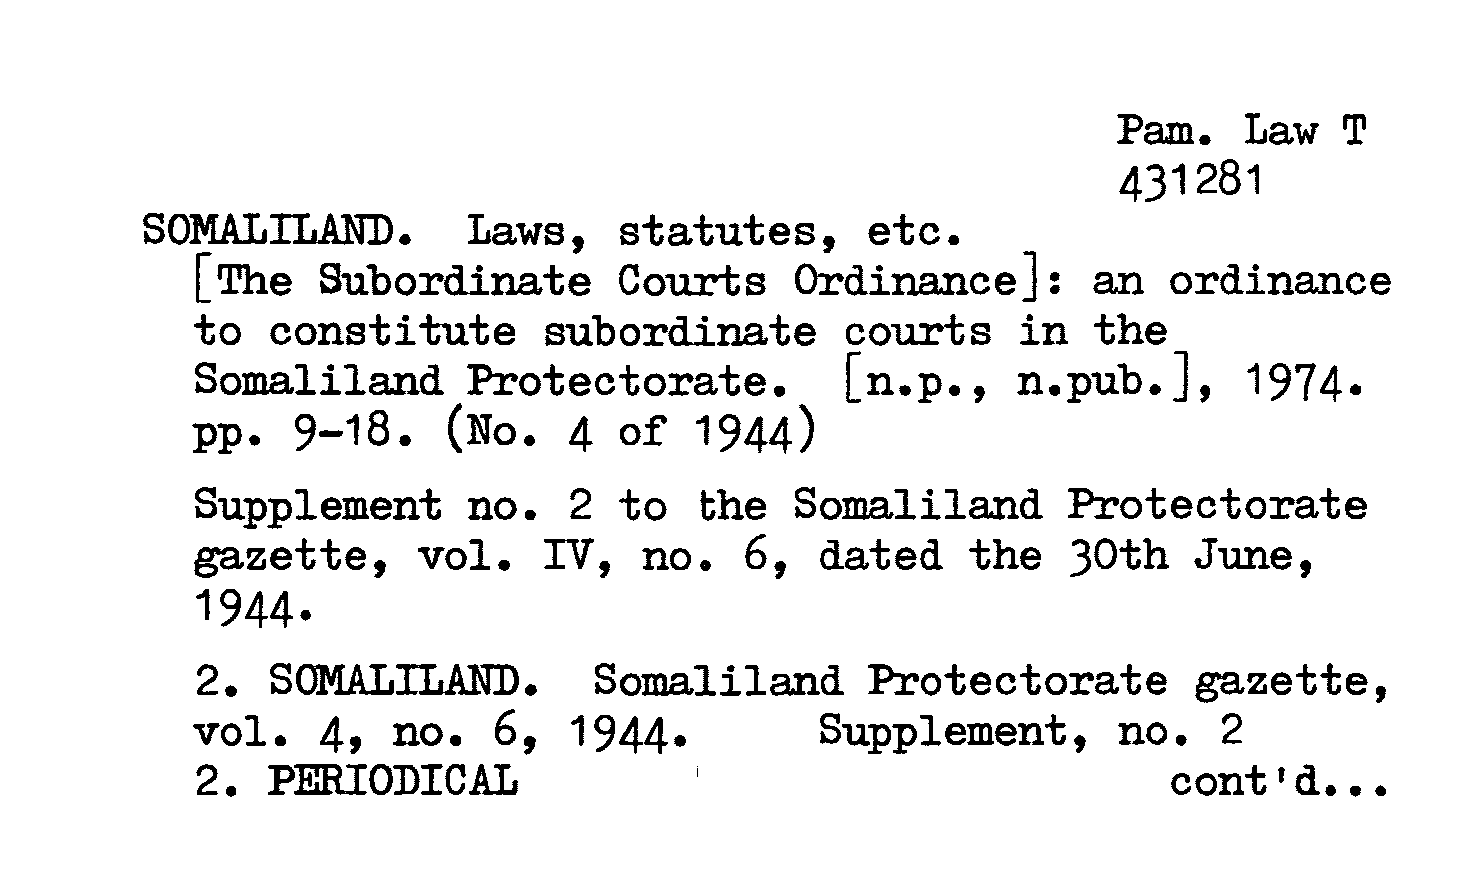 Pam. Law T
431281
SOMALILAND. Laws, statutes, etc.
[The Subordinate Courts Ordinance]: an ordinance
to constitute subordinate courts in the
Somaliland Protectorate. [n.p., n.pub.], 1974.
pp. 9-18. (No. 4 of 1944)
Supplement no. 2 to the Somaliland Protectorate
gazette, vol. IV, no. 6, dated the 30th June,
1944.
2. SOMALILAND. Somaliland Protectorate gazette,
vol. 4, no. 6, 1944. Supplement, no. 2
2. PERIODICAL cont'd...